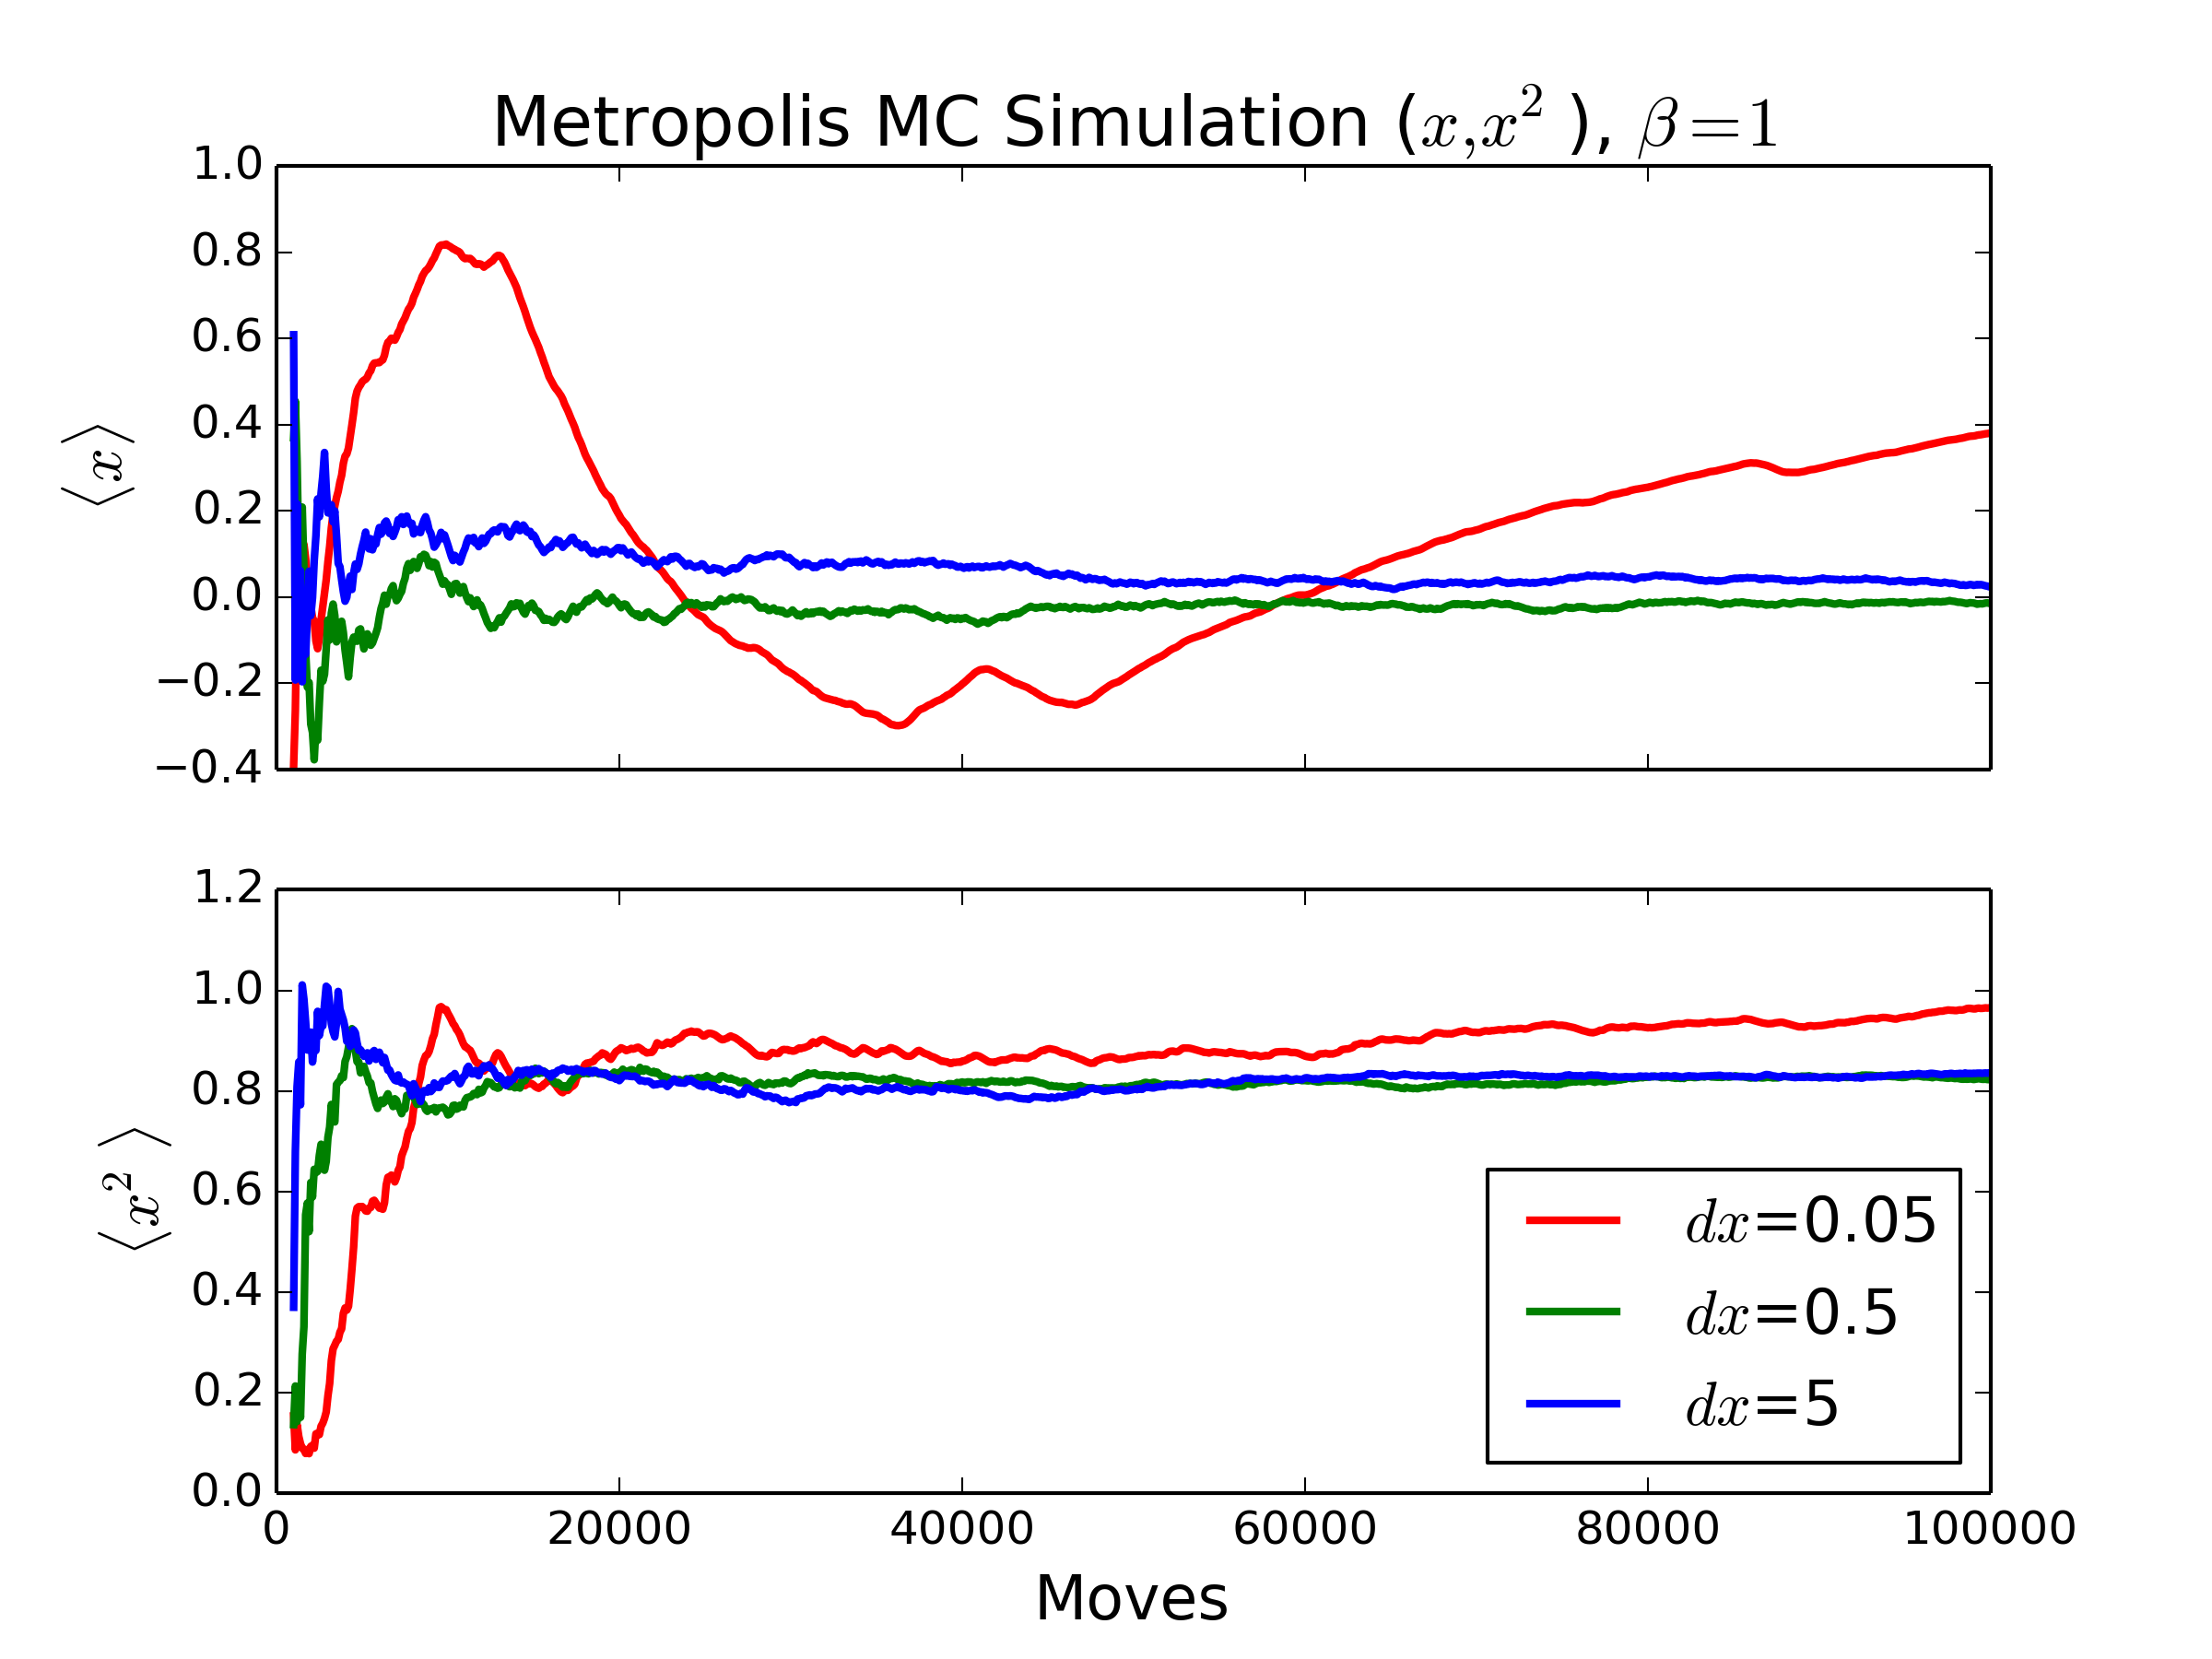 Metropolis MC Simulation (x,x²), β=1
1.0
0.8
0.6
0.4
0.2
0.0
−0.2
−0.4
⟨x⟩
1.2
1.0
0.8
0.6
0.4
0.2
0.0
⟨x²⟩
dx=0.05
dx=0.5
dx=5
0 20000 40000 60000 80000 100000
Moves